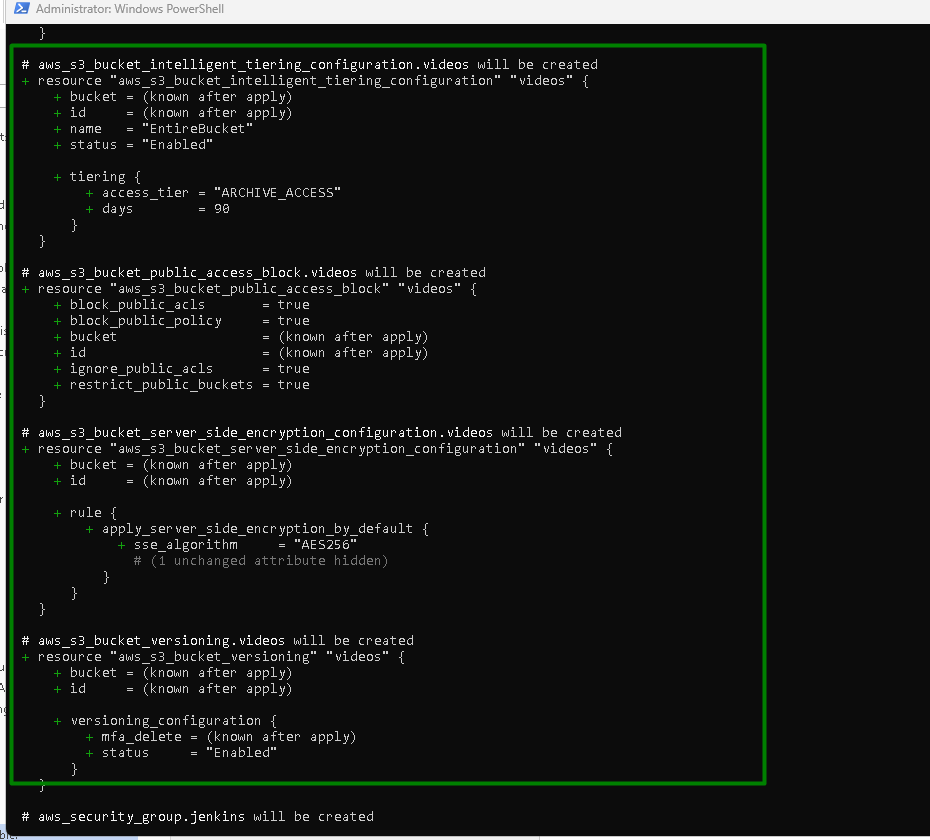 Administrator: Windows PowerShell
}
# aws_s3_bucket_intelligent_tiering_configuration.videos will be created
+ resource "aws_s3_bucket_intelligent_tiering_configuration" "videos" {
+ bucket = (known after apply)
+ id = (known after apply)
+ name = "EntireBucket"
+ status = "Enabled"
+ tiering {
+ access_tier = "ARCHIVE_ACCESS"
+ days = 90
}
}
# aws_s3_bucket_public_access_block.videos will be created
+ resource "aws_s3_bucket_public_access_block" "videos" {
+ block_public_acls = true
+ block_public_policy = true
+ bucket = (known after apply)
+ id = (known after apply)
+ ignore_public_acls = true
+ restrict_public_buckets = true
}
# aws_s3_bucket_server_side_encryption_configuration.videos will be created
+ resource "aws_s3_bucket_server_side_encryption_configuration" "videos" {
+ bucket = (known after apply)
+ id = (known after apply)
+ rule {
+ apply_server_side_encryption_by_default {
+ sse_algorithm = "AES256"
# (1 unchanged attribute hidden)
}
}
}
# aws_s3_bucket_versioning.videos will be created
+ resource "aws_s3_bucket_versioning" "videos" {
+ bucket = (known after apply)
+ id = (known after apply)
+ versioning_configuration {
+ mfa_delete = (known after apply)
+ status = "Enabled"
}
}
# aws_security_group.jenkins will be created